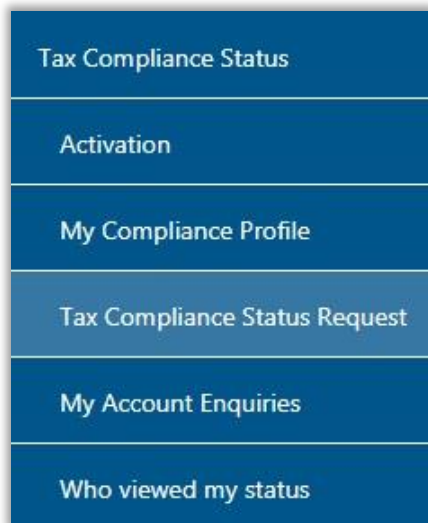 Tax Compliance Status
Activation
My Compliance Profile
Tax Compliance Status Request
My Account Enquiries
Who viewed my status